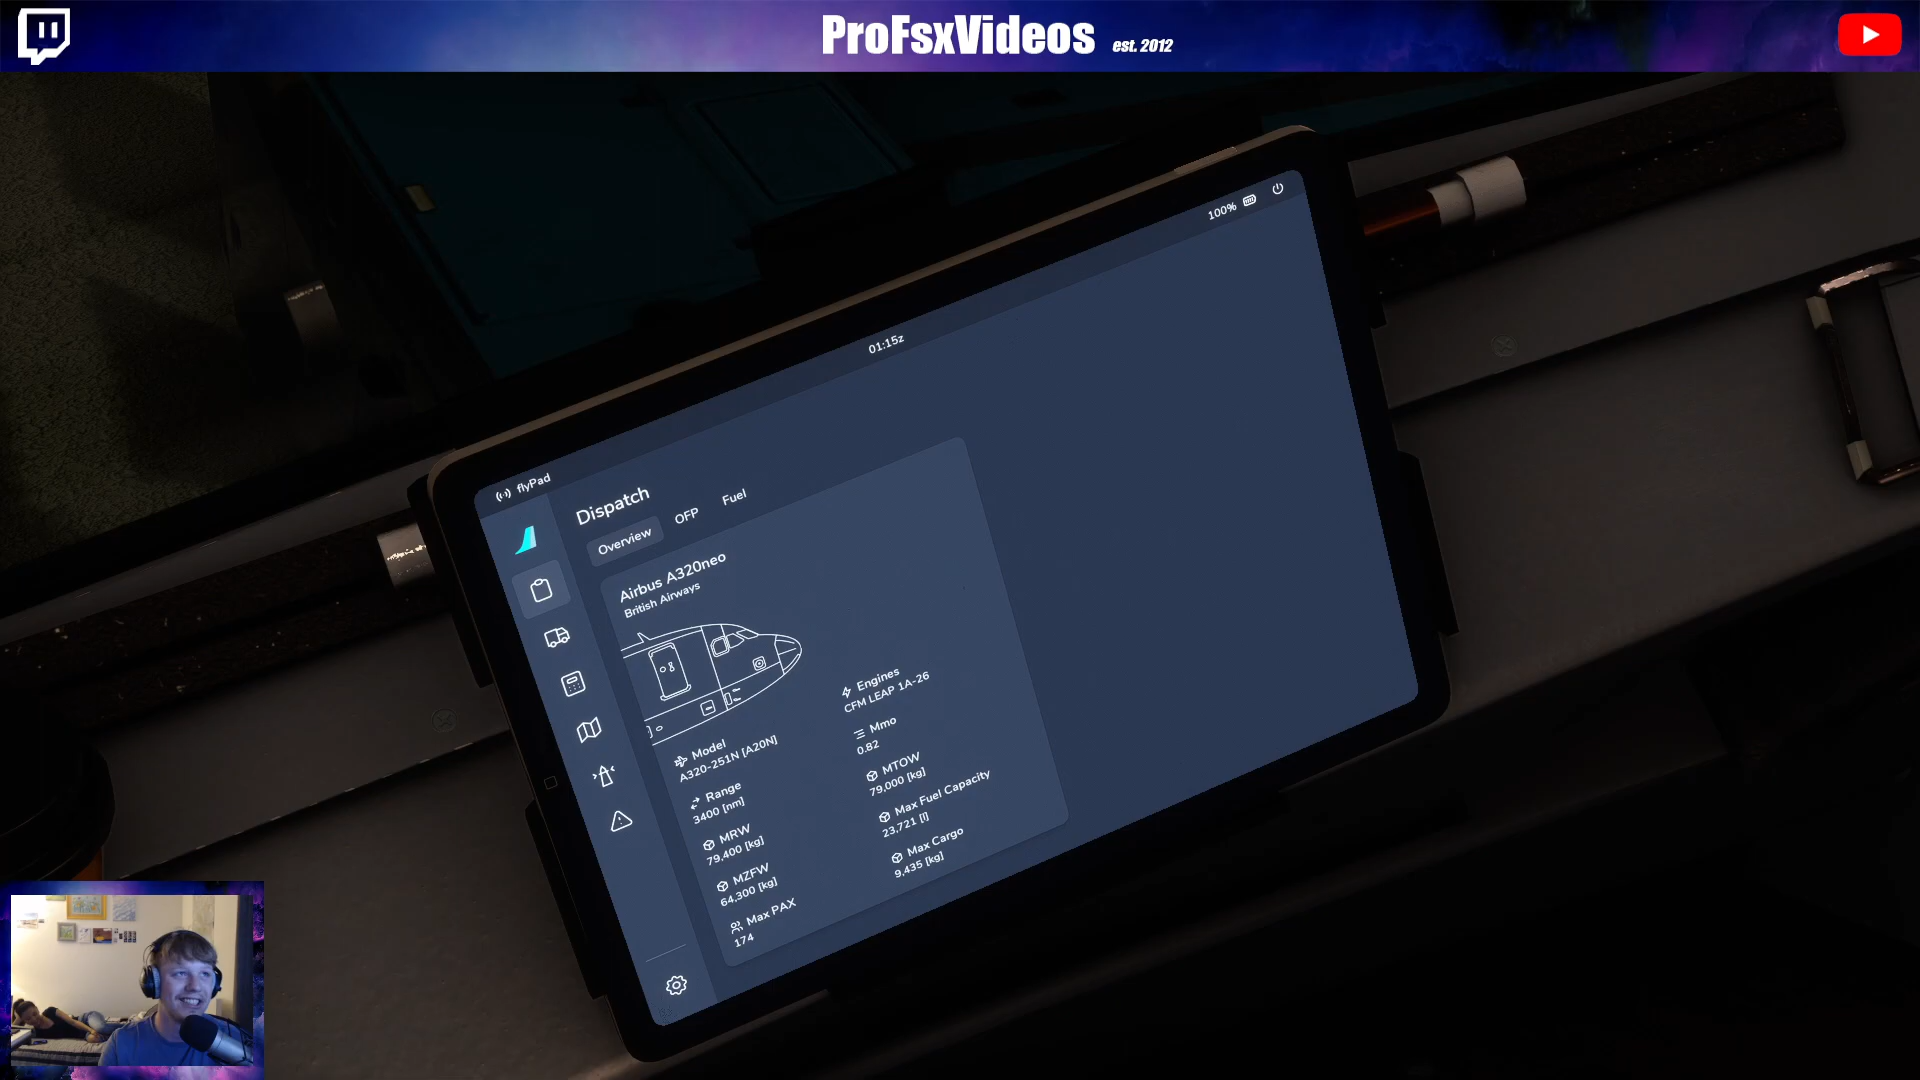 ProFsxVideos est. 2012
100%
01:15z
flyPad
Dispatch
Overview
OFP
Fuel
Airbus A320neo
British Airways
Model
A320-251N [A20N]
Range
3400 [nm]
MRW
79,400 [kg]
MZFW
64,300 [kg]
Max PAX
174
Engines
CFM LEAP 1A-26
Mmo
0.82
MTOW
79,000 [kg]
Max Fuel Capacity
23,721 [l]
Max Cargo
9,435 [kg]